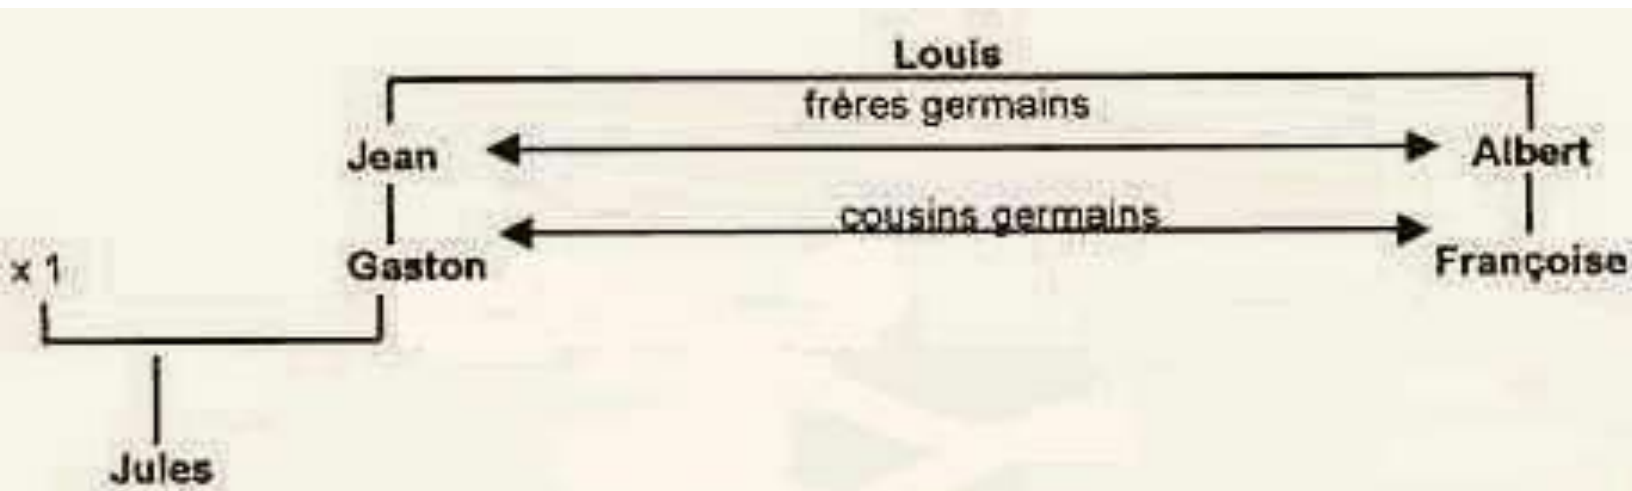 Louis
frères germains
Jean
Albert
cousins germains
x 1
Gaston
Françoise
Jules